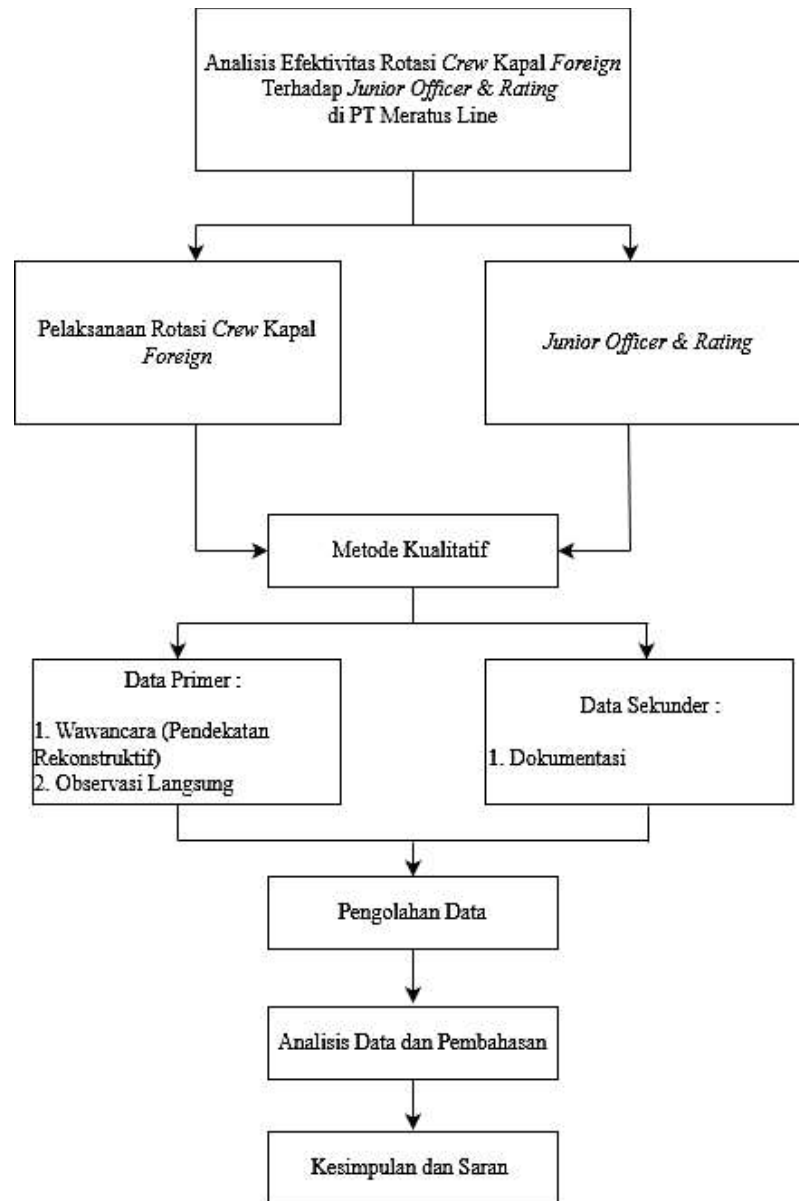 Analisis Efektivitas Rotasi Crew Kapal Foreign
Terhadap Junior Officer & Rating
di PT Meratus Line
Pelaksanaan Rotasi Crew Kapal
Foreign
Junior Officer & Rating
Metode Kualitatif
Data Primer :
1. Wawancara (Pendekatan
Rekonstruktif)
2. Observasi Langsung
Data Sekunder :
1. Dokumentasi
Pengolahan Data
Analisis Data dan Pembahasan
Kesimpulan dan Saran